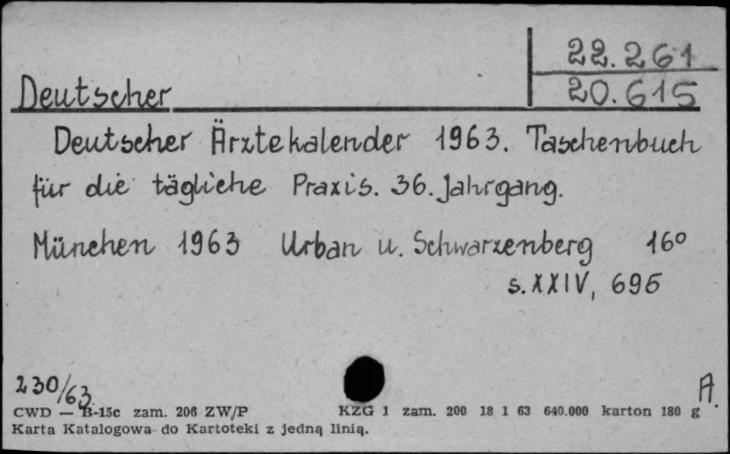 22.261
Deutscher 20.615
Deutscher Ärztekalender 1963. Taschenbuch
für die tägliche Praxis. 36. Jahrgang.
München 1963 Urban u. Schwarzenberg 16°
s. XXIV, 695
230/63 A.
CWD — B-15c zam. 206 ZW/P KZG 1 zam. 200 18 1 63 640.000 karton 180 g
Karta Katalogowa do Kartoteki z jedną linią.